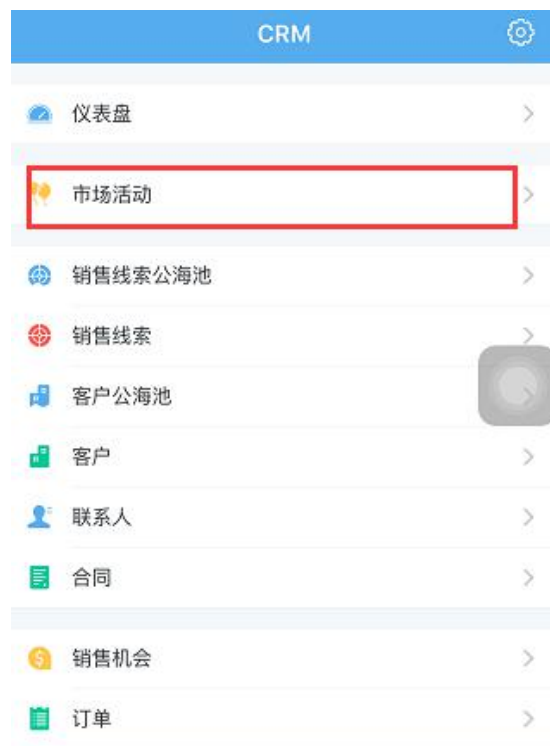 CRM
仪表盘
市场活动
销售线索公海池
销售线索
客户公海池
客户
联系人
合同
销售机会
订单